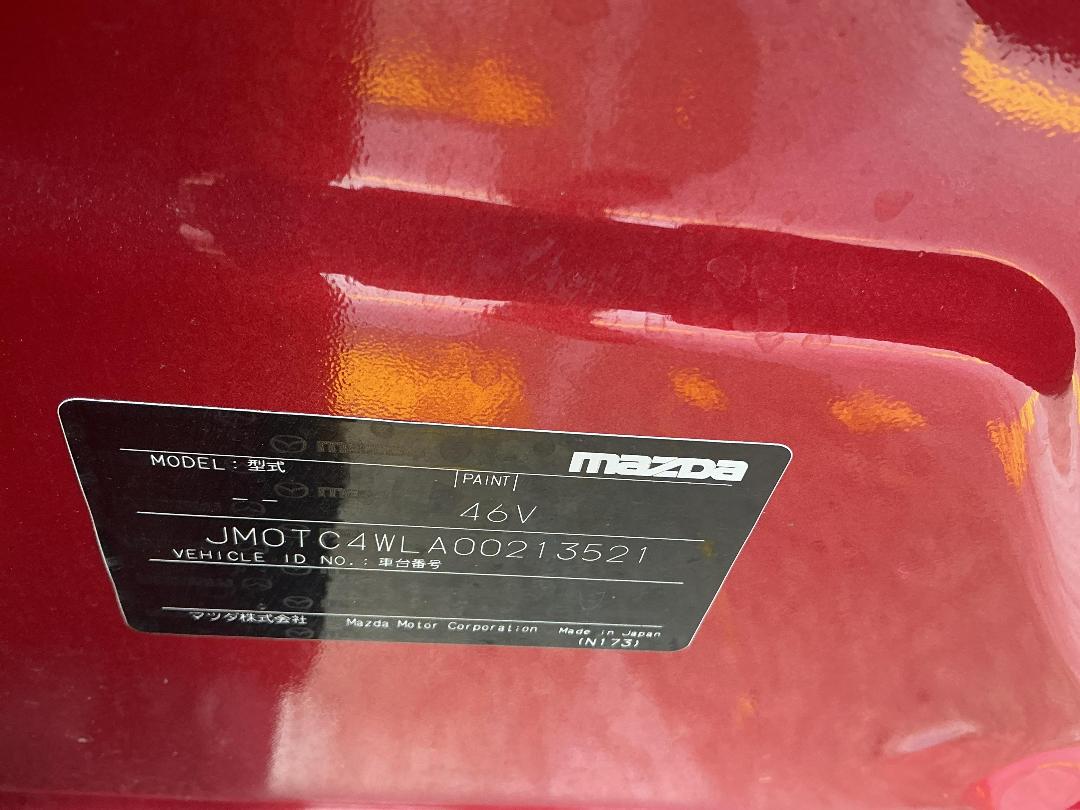 mazda
MODEL : 型式
PAINT
— —
46V
JM0TC4WLA00213521
VEHICLE ID NO. : 車台番号
マツダ株式会社 Mazda Motor Corporation Made in Japan
(N173)